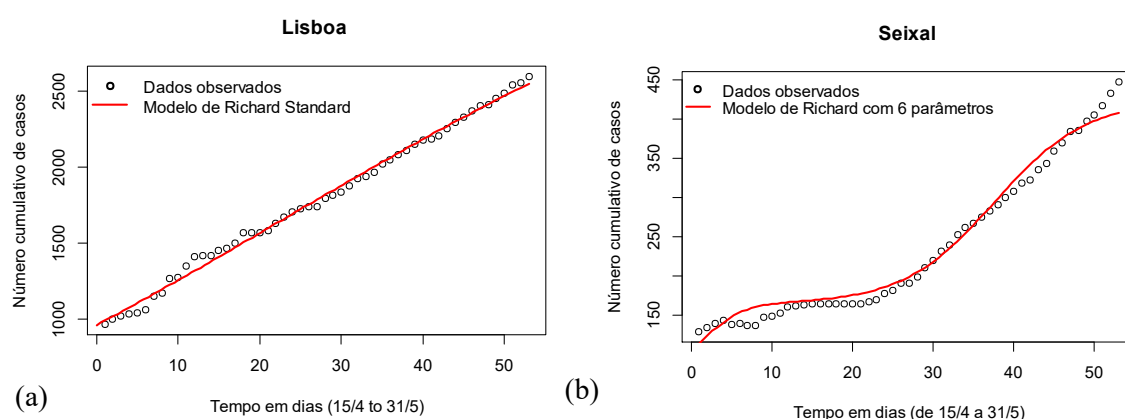 Lisboa
Dados observados
Modelo de Richard Standard
Número cumulativo de casos
1000 1500 2000 2500
0 10 20 30 40 50
Tempo em dias (15/4 to 31/5)
(a)
Seixal
Dados observados
Modelo de Richard com 6 parâmetros
Número cumulativo de casos
150 250 350 450
0 10 20 30 40 50
Tempo em dias (de 15/4 a 31/5)
(b)